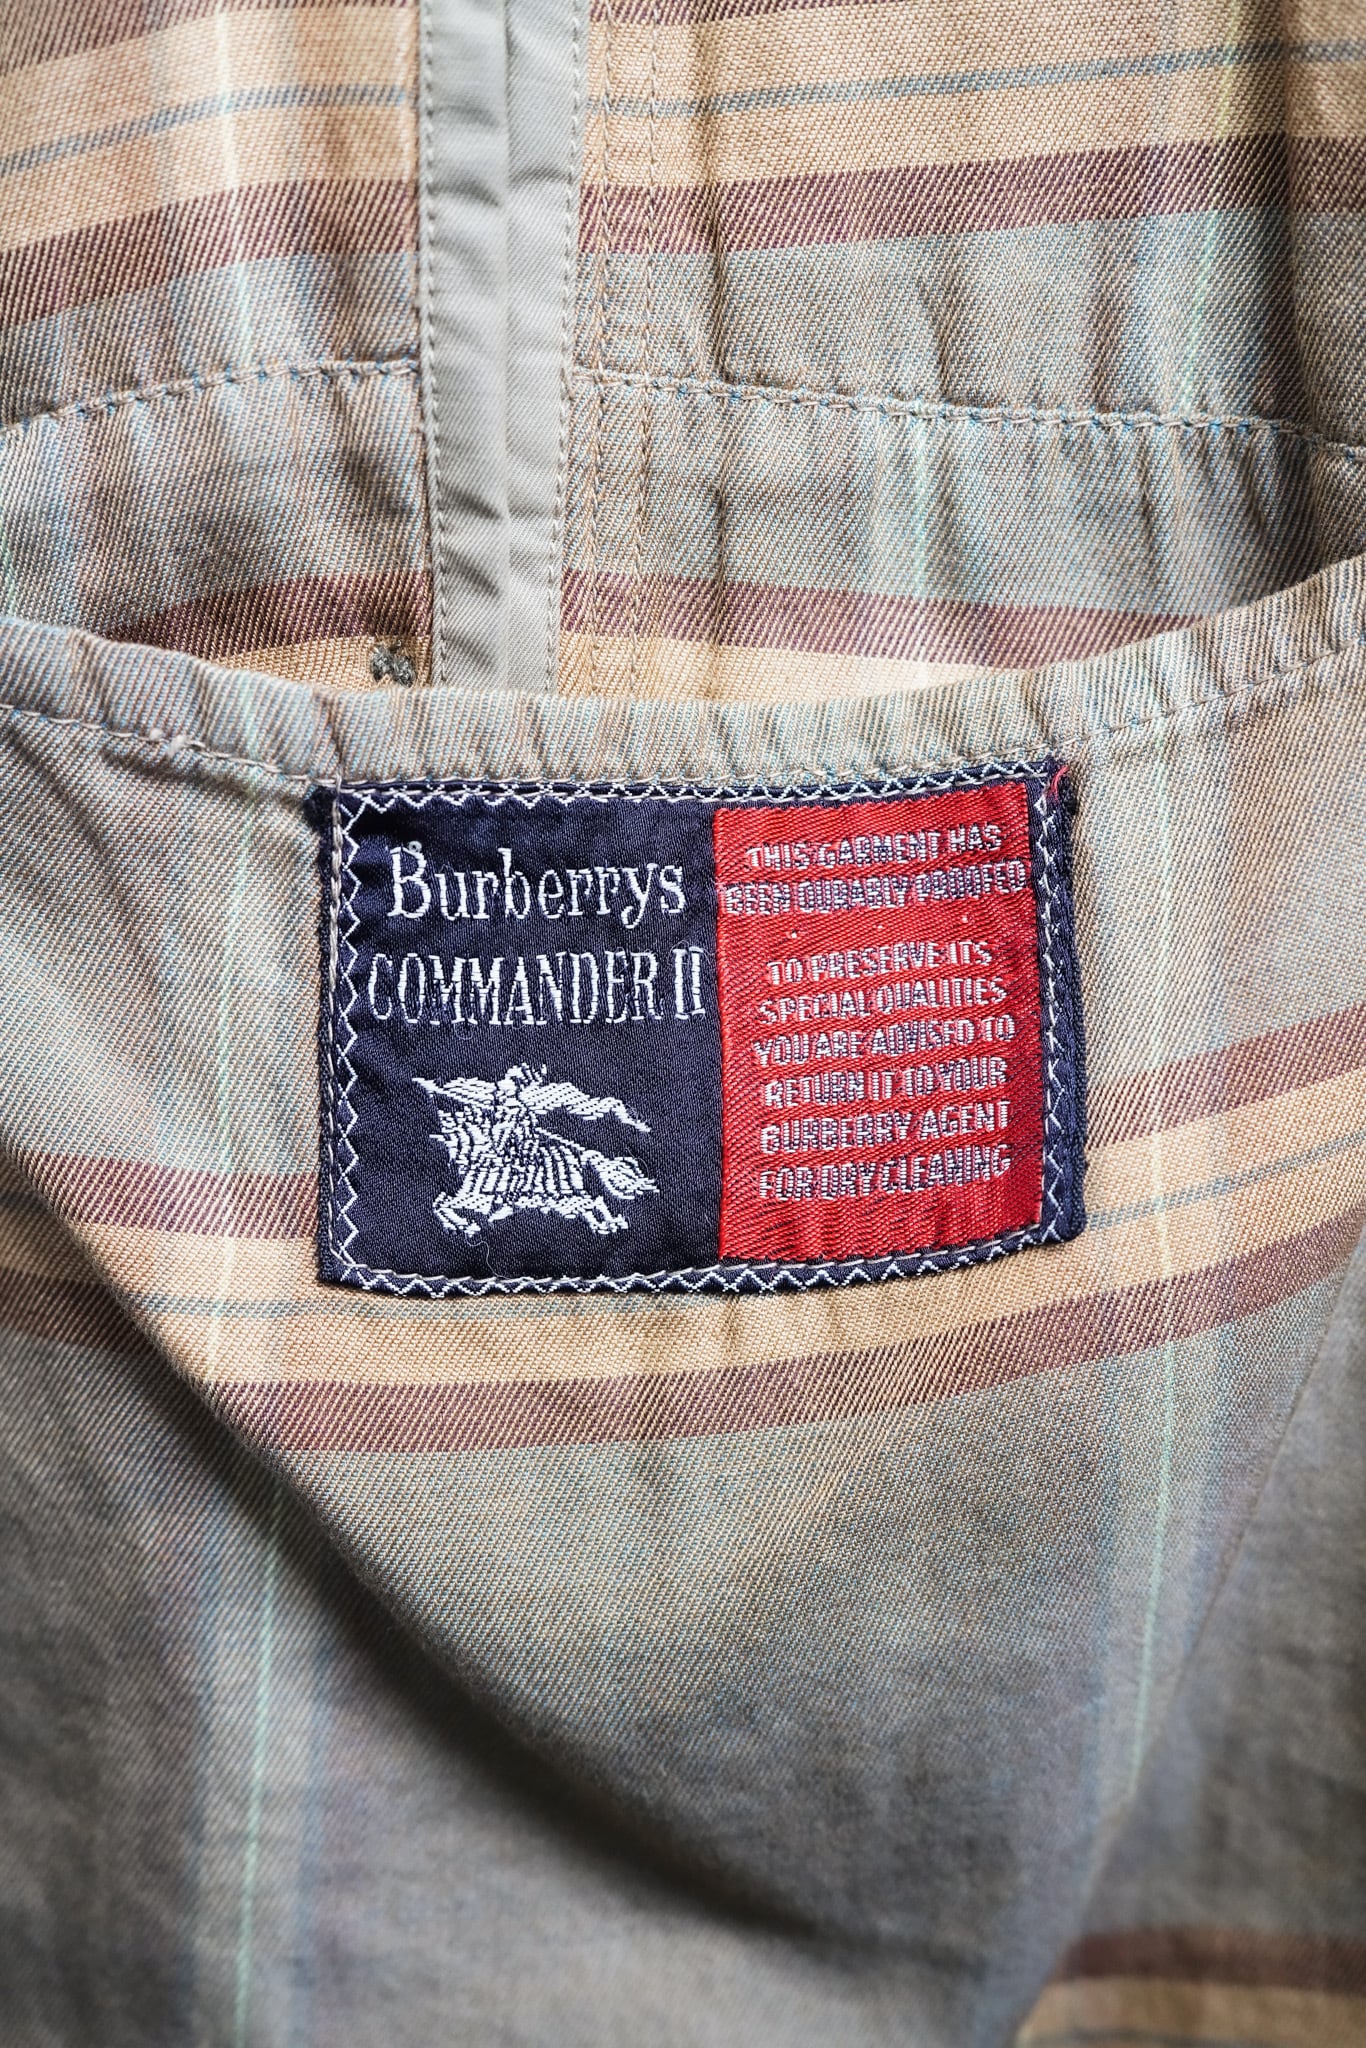 Burberrys
COMMANDER II
THIS GARMENT HAS
BEEN DURABLY PROOFED
TO PRESERVE ITS
SPECIAL QUALITIES
YOU ARE ADVISED TO
RETURN IT TO YOUR
BURBERRY AGENT
FOR DRY CLEANING